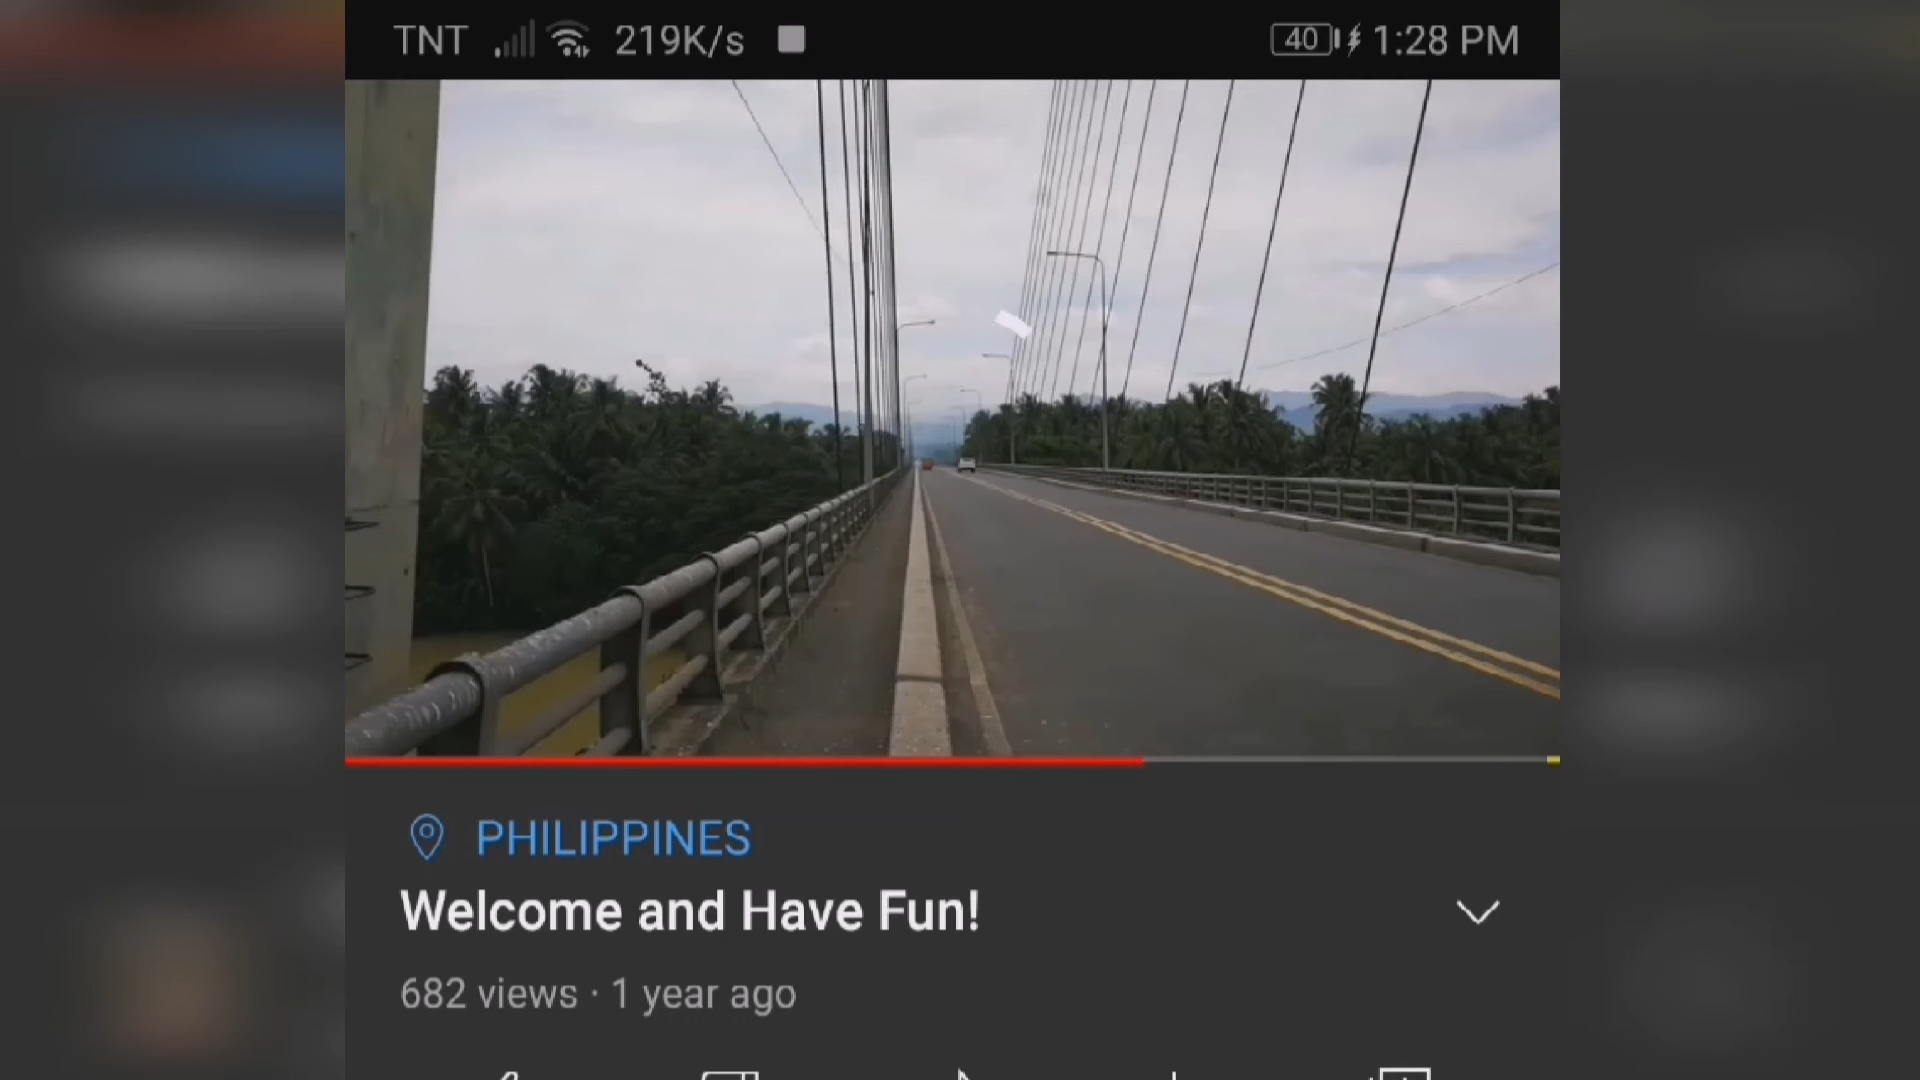 TNT 219K/s 40 1:28 PM
PHILIPPINES
Welcome and Have Fun!
682 views · 1 year ago